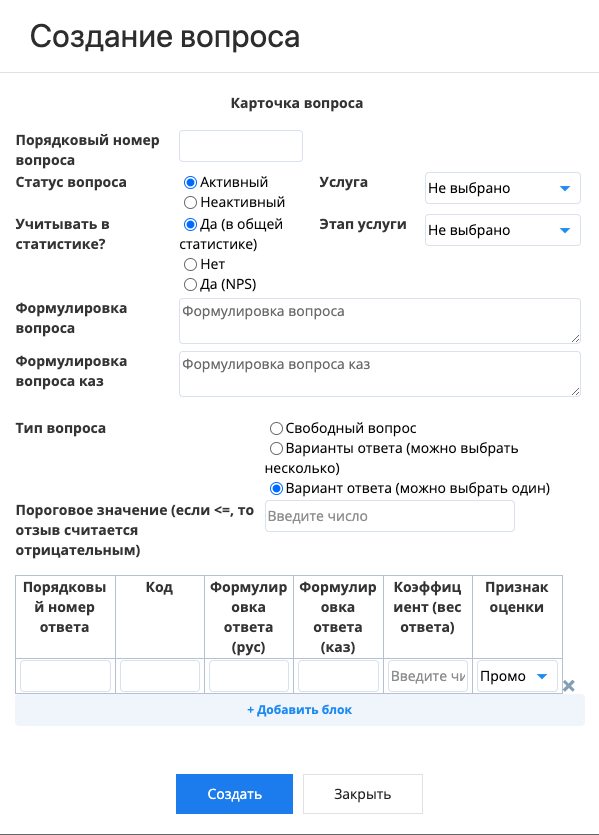 Создание вопроса
Карточка вопроса
Порядковый номер
вопроса
Статус вопроса
Активный
Неактивный
Услуга
Не выбрано
Учитывать в
статистике?
Да (в общей
статистике)
Нет
Да (NPS)
Этап услуги
Не выбрано
Формулировка
вопроса
Формулировка вопроса
Формулировка
вопроса каз
Формулировка вопроса каз
Тип вопроса
Свободный вопрос
Варианты ответа (можно выбрать
несколько)
Вариант ответа (можно выбрать один)
Пороговое значение (если <=, то
отзыв считается
отрицательным)
Введите число
Порядковы
й номер
ответа
Код
Формулир
овка
ответа
(рус)
Формулир
овка
ответа
(каз)
Коэффиц
иент (вес
ответа)
Признак
оценки
Введите чи
Промо
+ Добавить блок
Создать
Закрыть